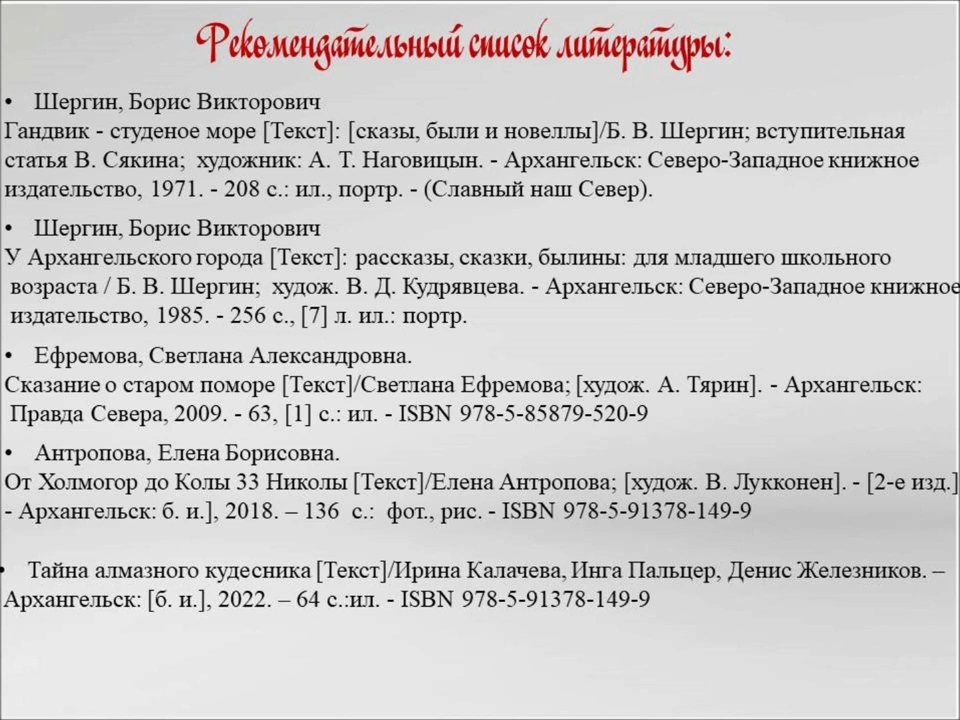 Рекомендательный список литературы:
• Шергин, Борис Викторович
Гандвик - студеное море [Текст]: [сказы, были и новеллы]/Б. В. Шергин; вступительная
статья В. Сякина; художник: А. Т. Наговицын. - Архангельск: Северо-Западное книжное
издательство, 1971. - 208 с.: ил., портр. - (Славный наш Север).
• Шергин, Борис Викторович
У Архангельского города [Текст]: рассказы, сказки, былины: для младшего школьного
возраста / Б. В. Шергин; худож. В. Д. Кудрявцева. - Архангельск: Северо-Западное книжное
издательство, 1985. - 256 с., [7] л. ил.: портр.
• Ефремова, Светлана Александровна.
Сказание о старом поморе [Текст]/Светлана Ефремова; [худож. А. Тярин]. - Архангельск:
Правда Севера, 2009. - 63, [1] с.: ил. - ISBN 978-5-85879-520-9
• Антропова, Елена Борисовна.
От Холмогор до Колы 33 Николы [Текст]/Елена Антропова; [худож. В. Лукконен]. - [2-е изд.]
- Архангельск: б. и.], 2018. – 136 с.: фот., рис. - ISBN 978-5-91378-149-9
• Тайна алмазного кудесника [Текст]/Ирина Калачева, Инга Пальцер, Денис Железников. –
Архангельск: [б. и.], 2022. – 64 с.:ил. - ISBN 978-5-91378-149-9